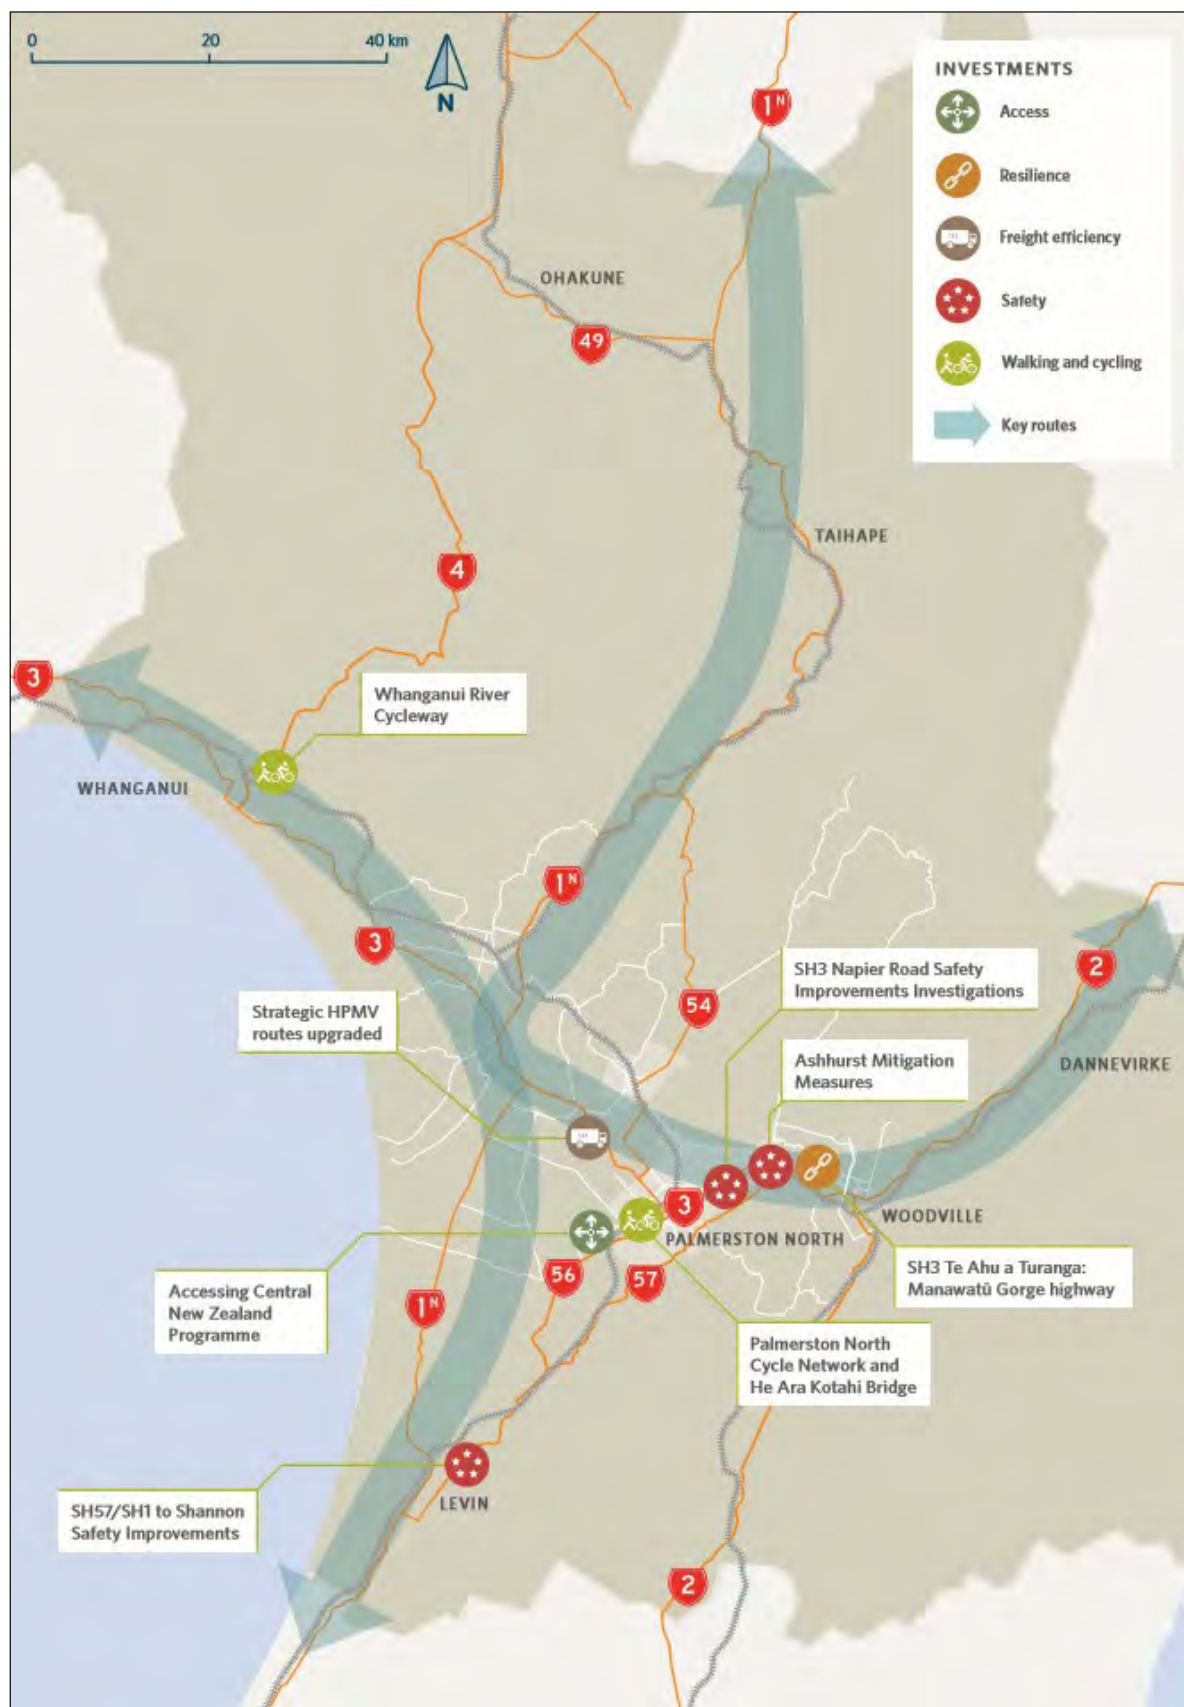 0 20 40 km
N
INVESTMENTS
Access
Resilience
Freight efficiency
Safety
Walking and cycling
Key routes
1N
OHAKUNE
49
TAIHAPE
4
3
Whanganui River
Cycleway
WHANGANUI
1N
3
SH3 Napier Road Safety
Improvements Investigations
2
Strategic HPMV
routes upgraded
54
Ashhurst Mitigation
Measures
DANNEVIRKE
3
WOODVILLE
PALMERSTON NORTH
SH3 Te Ahu a Turanga:
Manawatū Gorge highway
56
57
Accessing Central
New Zealand
Programme
1N
Palmerston North
Cycle Network and
He Ara Kotahi Bridge
LEVIN
SH57/SH1 to Shannon
Safety Improvements
2